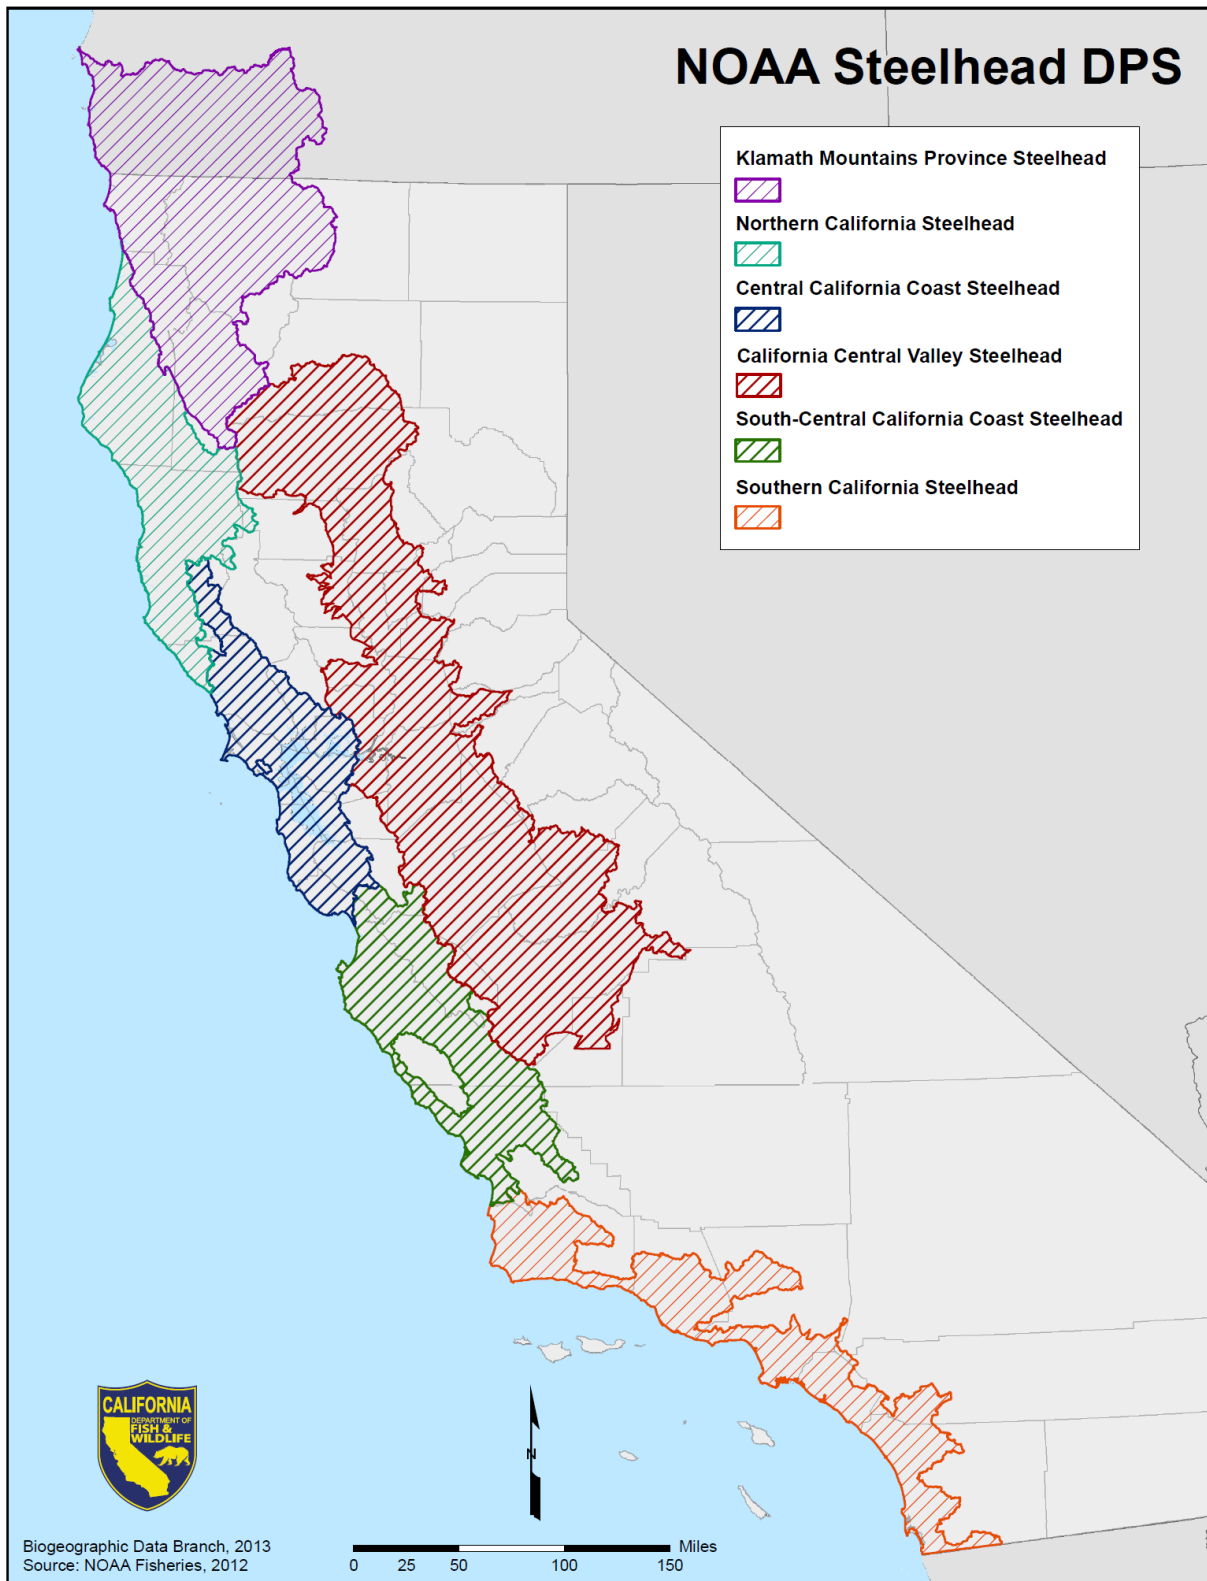 NOAA Steelhead DPS
Klamath Mountains Province Steelhead
Northern California Steelhead
Central California Coast Steelhead
California Central Valley Steelhead
South-Central California Coast Steelhead
Southern California Steelhead
CALIFORNIA
DEPARTMENT OF
FISH &
WILDLIFE
N
Biogeographic Data Branch, 2013
Source: NOAA Fisheries, 2012
Miles
0 25 50 100 150